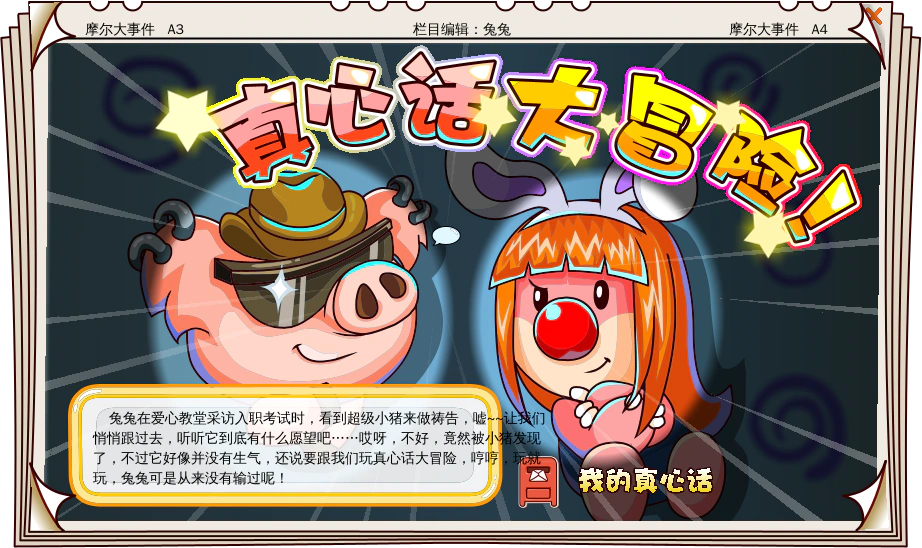 摩尔大事件 A3
栏目编辑：兔兔
摩尔大事件 A4
真心话大冒险！
兔兔在爱心教堂采访入职考试时，看到超级小猪来做祷告，嘘~~让我们
悄悄跟过去，听听它到底有什么愿望吧……哎呀，不好，竟然被小猪发现
了，不过它好像并没有生气，还说要跟我们玩真心话大冒险，哼哼，玩就
玩，兔兔可是从来没有输过呢！
我的真心话